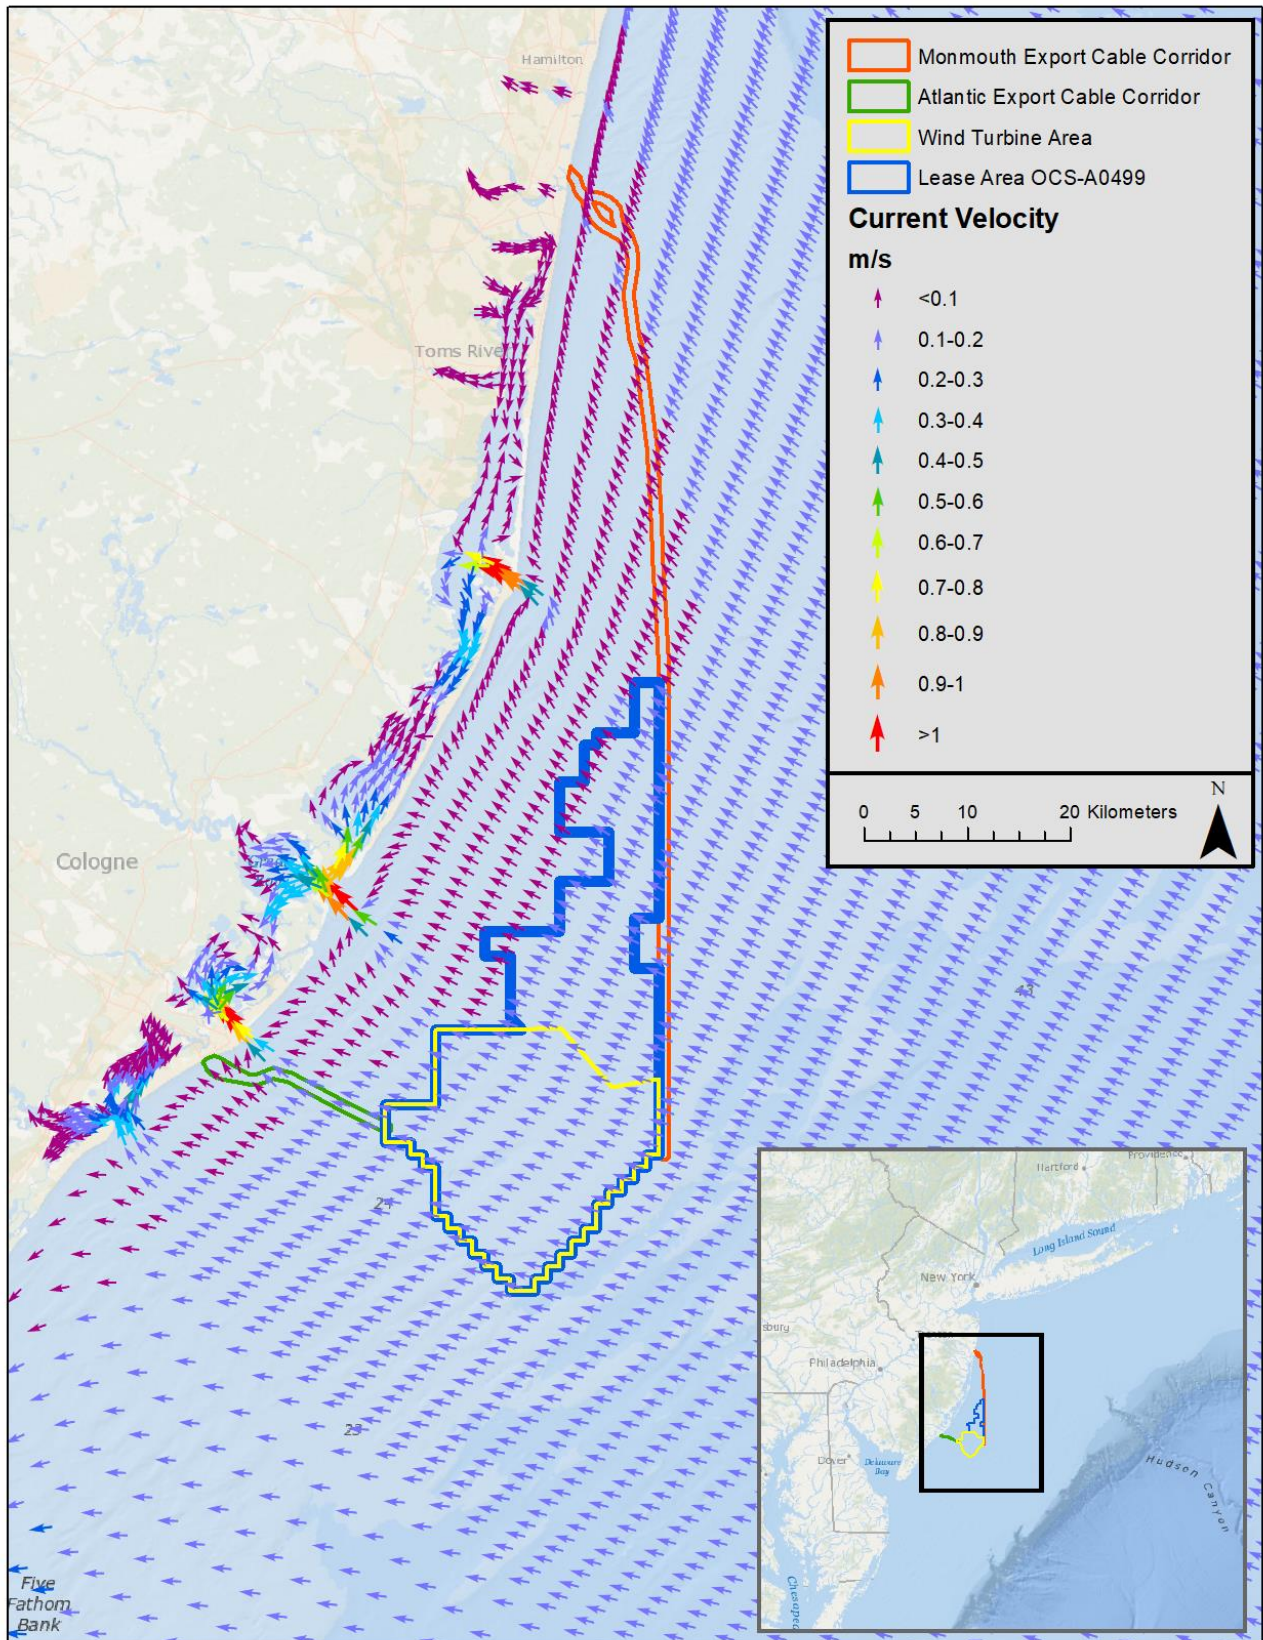 Hamilton
Toms River
Cologne
43
23
Five
Fathom
Bank
Monmouth Export Cable Corridor
Atlantic Export Cable Corridor
Wind Turbine Area
Lease Area OCS-A0499
Current Velocity
m/s
<0.1
0.1-0.2
0.2-0.3
0.3-0.4
0.4-0.5
0.5-0.6
0.6-0.7
0.7-0.8
0.8-0.9
0.9-1
>1
0 5 10 20 Kilometers
N
Hartford
Providence
Long Island Sound
New York
sbury
Philadelphia
Dover
Delaware
Bay
Hudson Canyon
Chesapea